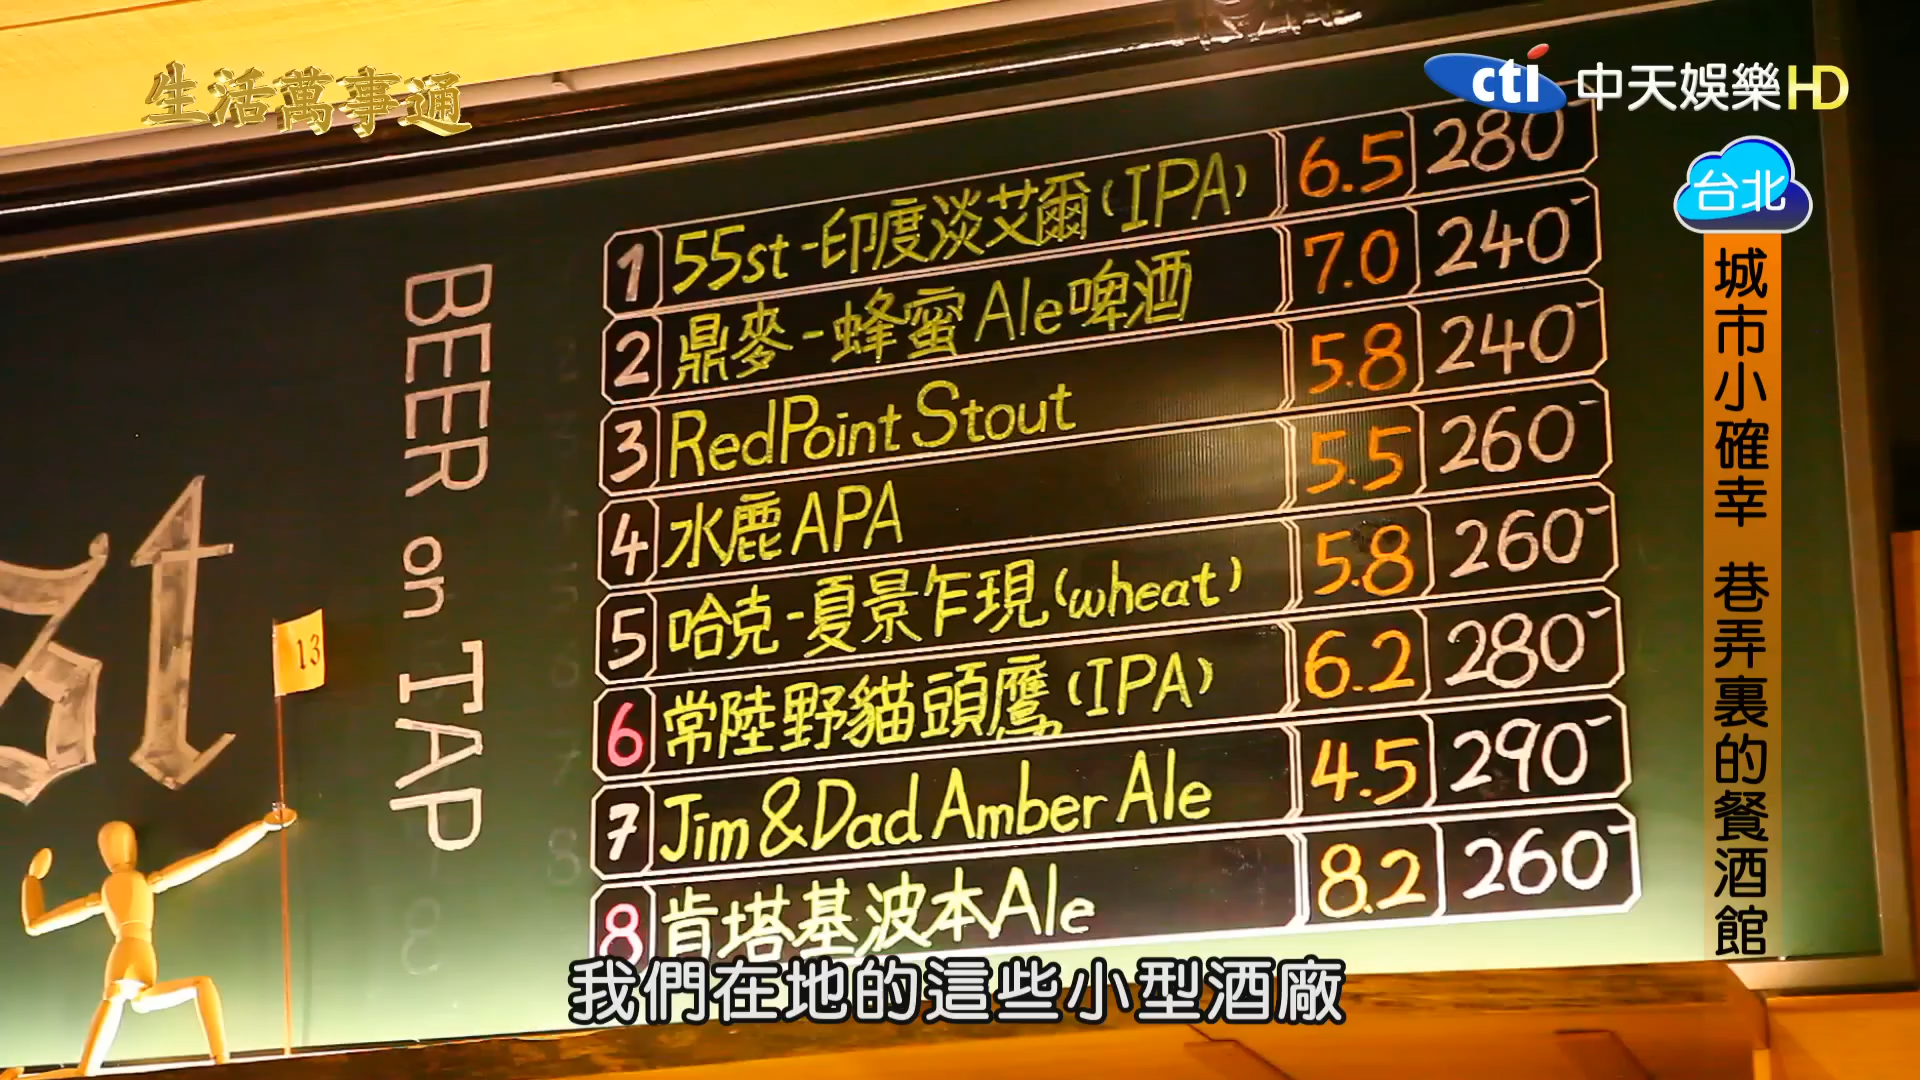 生活萬事通
cti 中天娛樂HD
台北
城市小確幸 巷弄裏的餐酒館
BEER on TAP
st
13
1 55st-印度淡艾爾(IPA) 6.5 280
2 鼎麥-蜂蜜Ale啤酒 7.0 240-
3 RedPoint Stout 5.8 240-
4 水鹿APA 5.5 260-
5 哈克-夏景乍現(wheat) 5.8 260-
6 常陸野貓頭鷹(IPA) 6.2 280-
7 Jim & Dad Amber Ale 4.5 290-
8 肯塔基波本Ale 8.2 260-
我們在地的這些小型酒廠